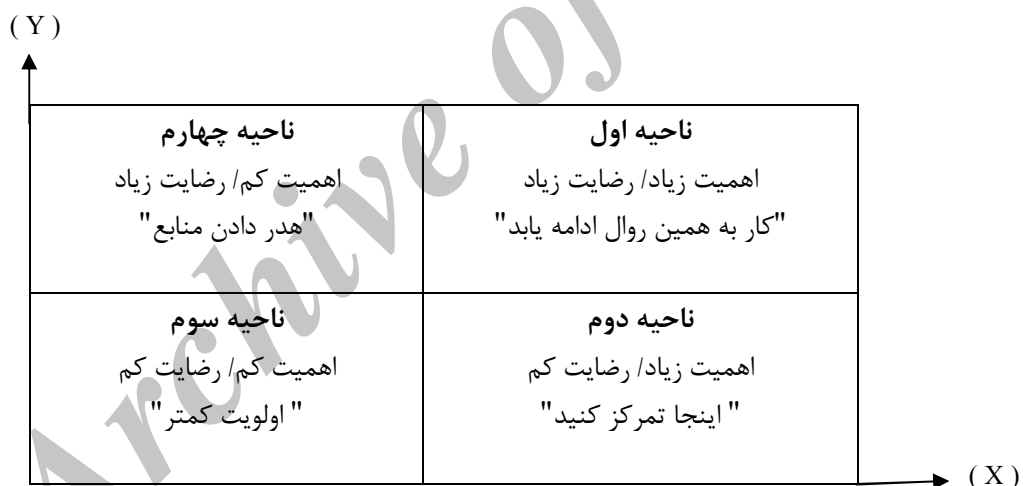 ( Y )
ناحیه اول
اهمیت زیاد/ رضایت زیاد
"کار به همین روال ادامه یابد"
ناحیه چهارم
اهمیت کم/ رضایت زیاد
"هدر دادن منابع"
ناحیه دوم
اهمیت زیاد/ رضایت کم
" اینجا تمرکز کنید"
ناحیه سوم
اهمیت کم/ رضایت کم
" اولویت کمتر"
( X )
Archive of